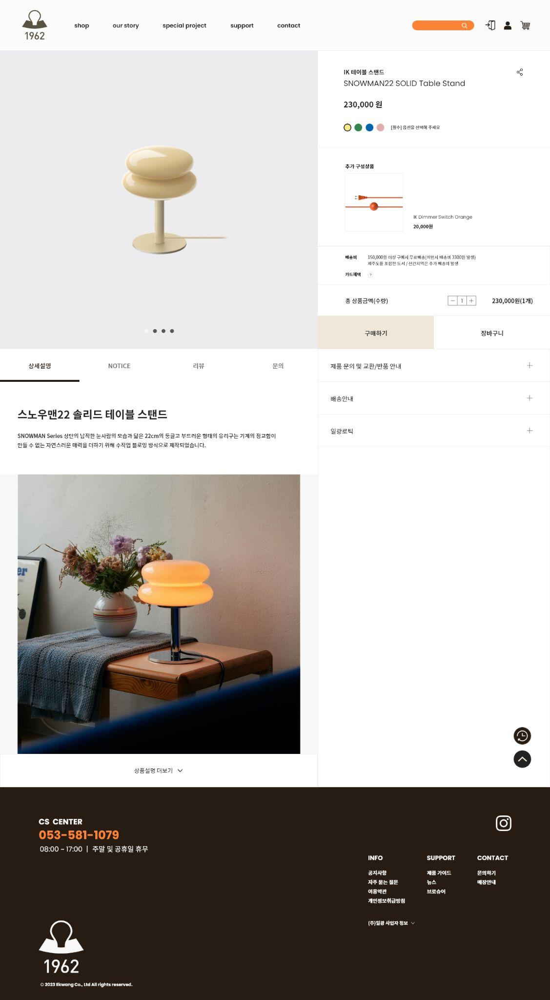 1962
shop
our story
special project
support
contact
IK 테이블 스탠드
SNOWMAN22 SOLID Table Stand
230,000 원
[필수] 옵션을 선택해 주세요
추가 구성상품
IK Dimmer Switch Orange
20,000원
배송비
150,000원 이상 구매시 무료배송(미만시 배송비 3300원 발생)
제주도를 포함한 도서 / 산간지역은 추가 배송비 발생
카드혜택
?
총 상품금액(수량)
1
230,000원(1개)
구매하기
장바구니
상세설명
NOTICE
리뷰
문의
제품 문의 및 교환/반품 안내
배송안내
일광로틱
스노우맨22 솔리드 테이블 스탠드
SNOWMAN Series 상단의 납작한 눈사람의 모습과 닮은 22cm의 둥글고 부드러운 형태의 유리구는 기계의 정교함이
만들 수 없는 자연스러운 매력을 더하기 위해 수작업 블로잉 방식으로 제작되었습니다.
er
상품설명 더보기
CS CENTER
053-581-1079
08:00 ~ 17:00 | 주말 및 공휴일 휴무
INFO
공지사항
자주 묻는 질문
이용약관
개인정보취급방침
SUPPORT
제품 가이드
뉴스
브로슈어
CONTACT
문의하기
매장안내
(주)일광 사업자 정보
1962
© 2023 Ilkwang Co., Ltd All rights reserved.